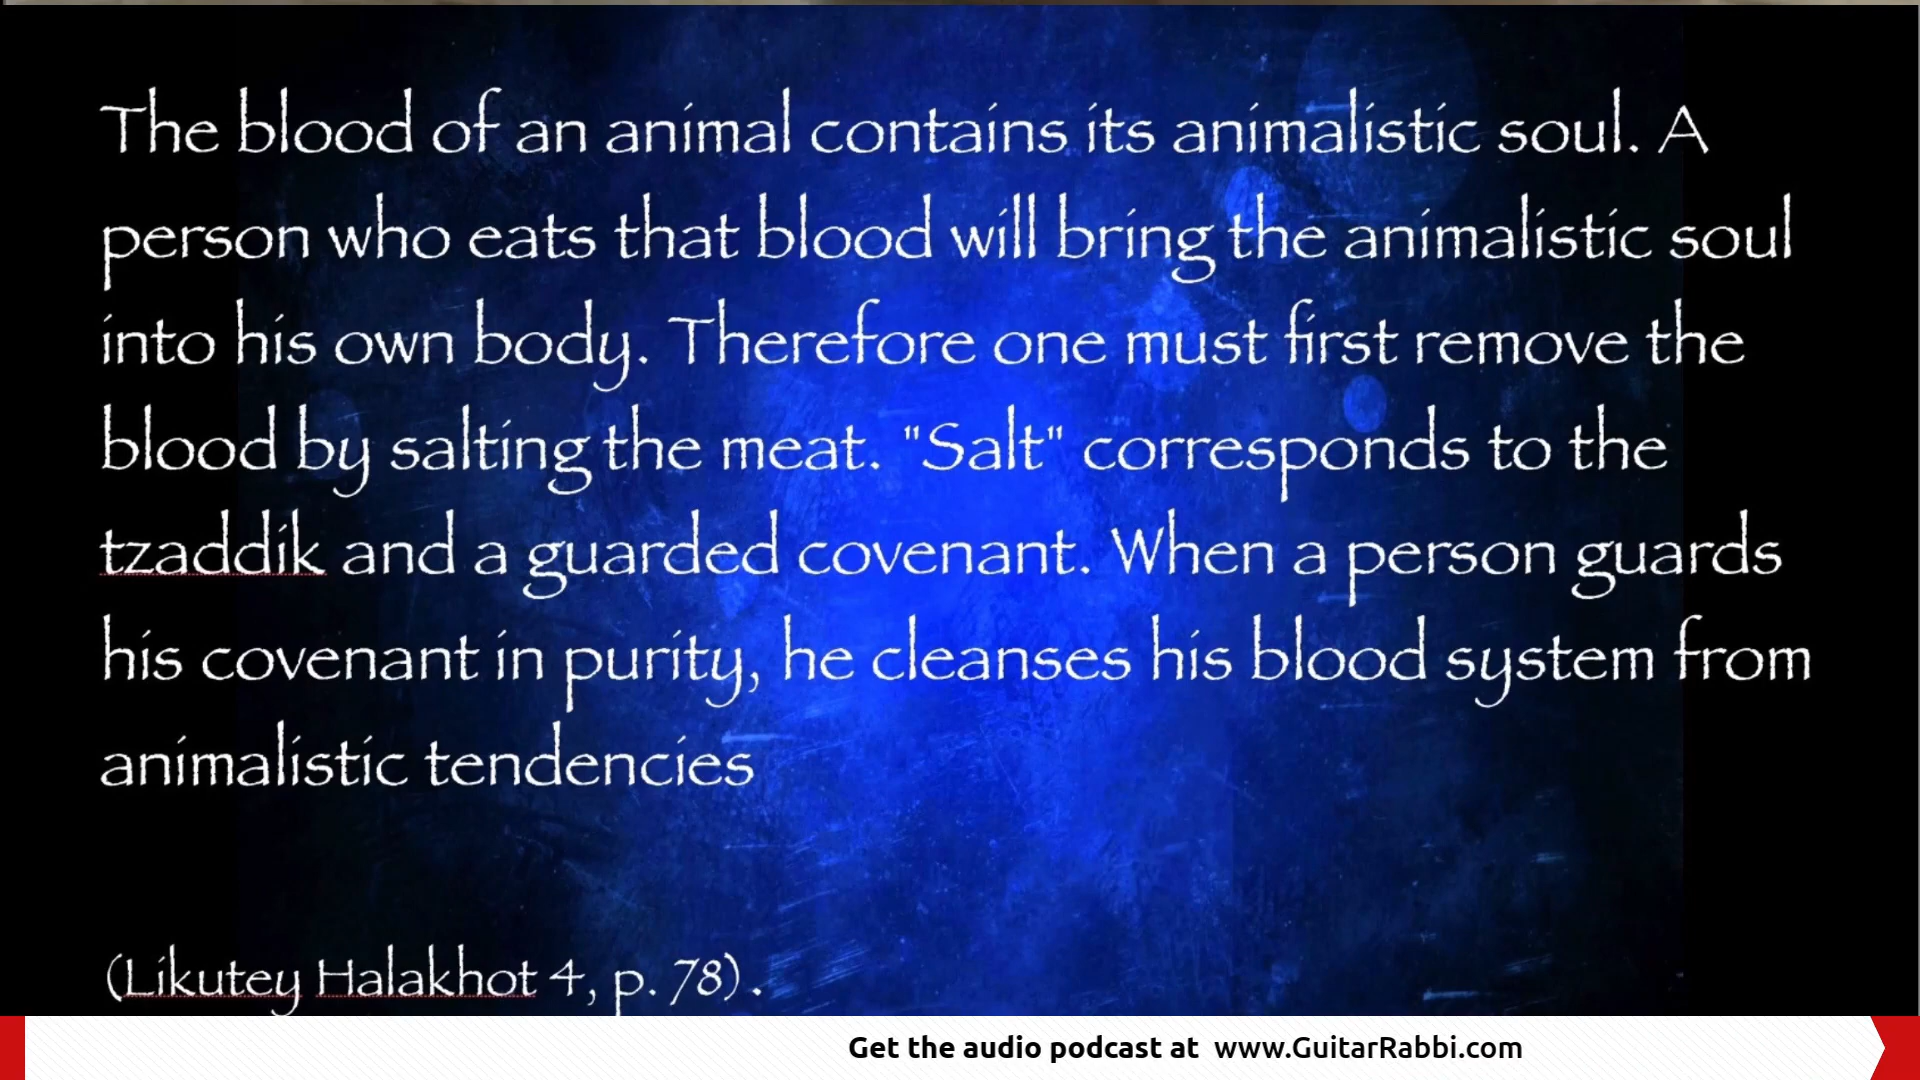 The blood of an animal contains its animalistic soul. A
person who eats that blood will bring the animalistic soul
into his own body. Therefore one must first remove the
blood by salting the meat. "Salt" corresponds to the
tzaddik and a guarded covenant. When a person guards
his covenant in purity, he cleanses his blood system from
animalistic tendencies
(Likutey Halakhot 4, p. 78) .
Get the audio podcast at www.GuitarRabbi.com